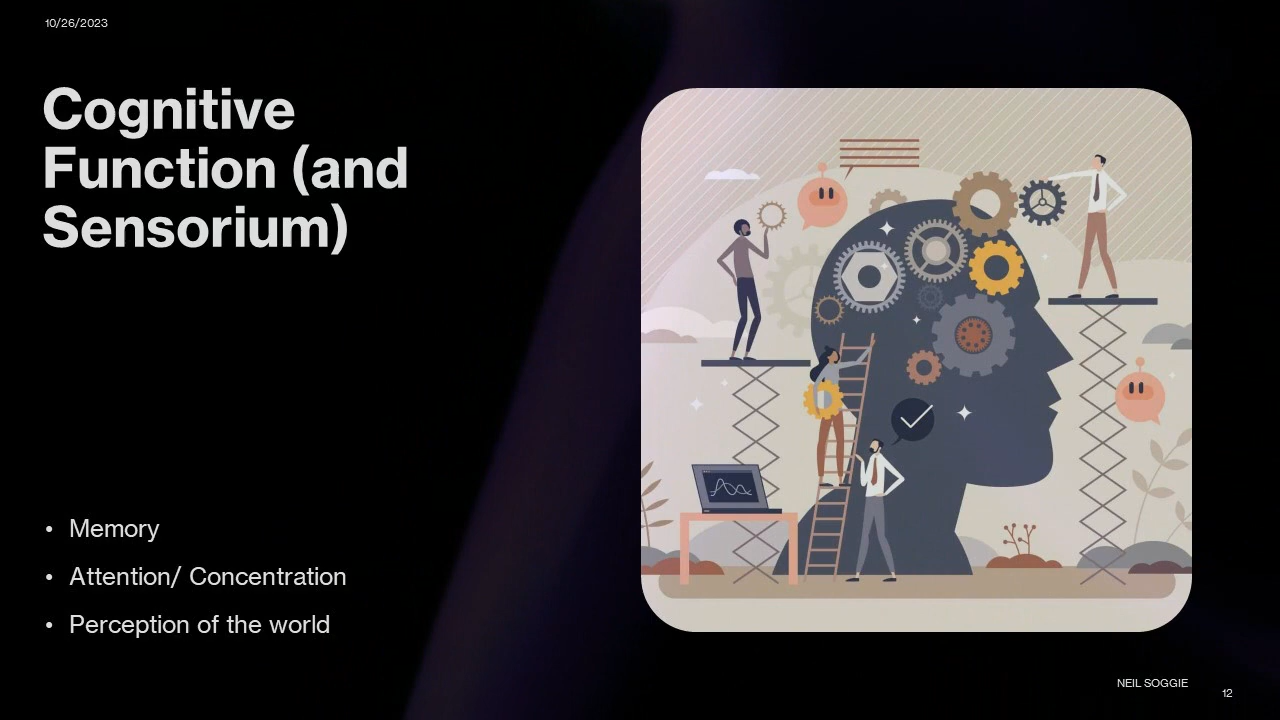 10/26/2023
Cognitive
Function (and
Sensorium)
• Memory
• Attention/ Concentration
• Perception of the world
NEIL SOGGIE
12